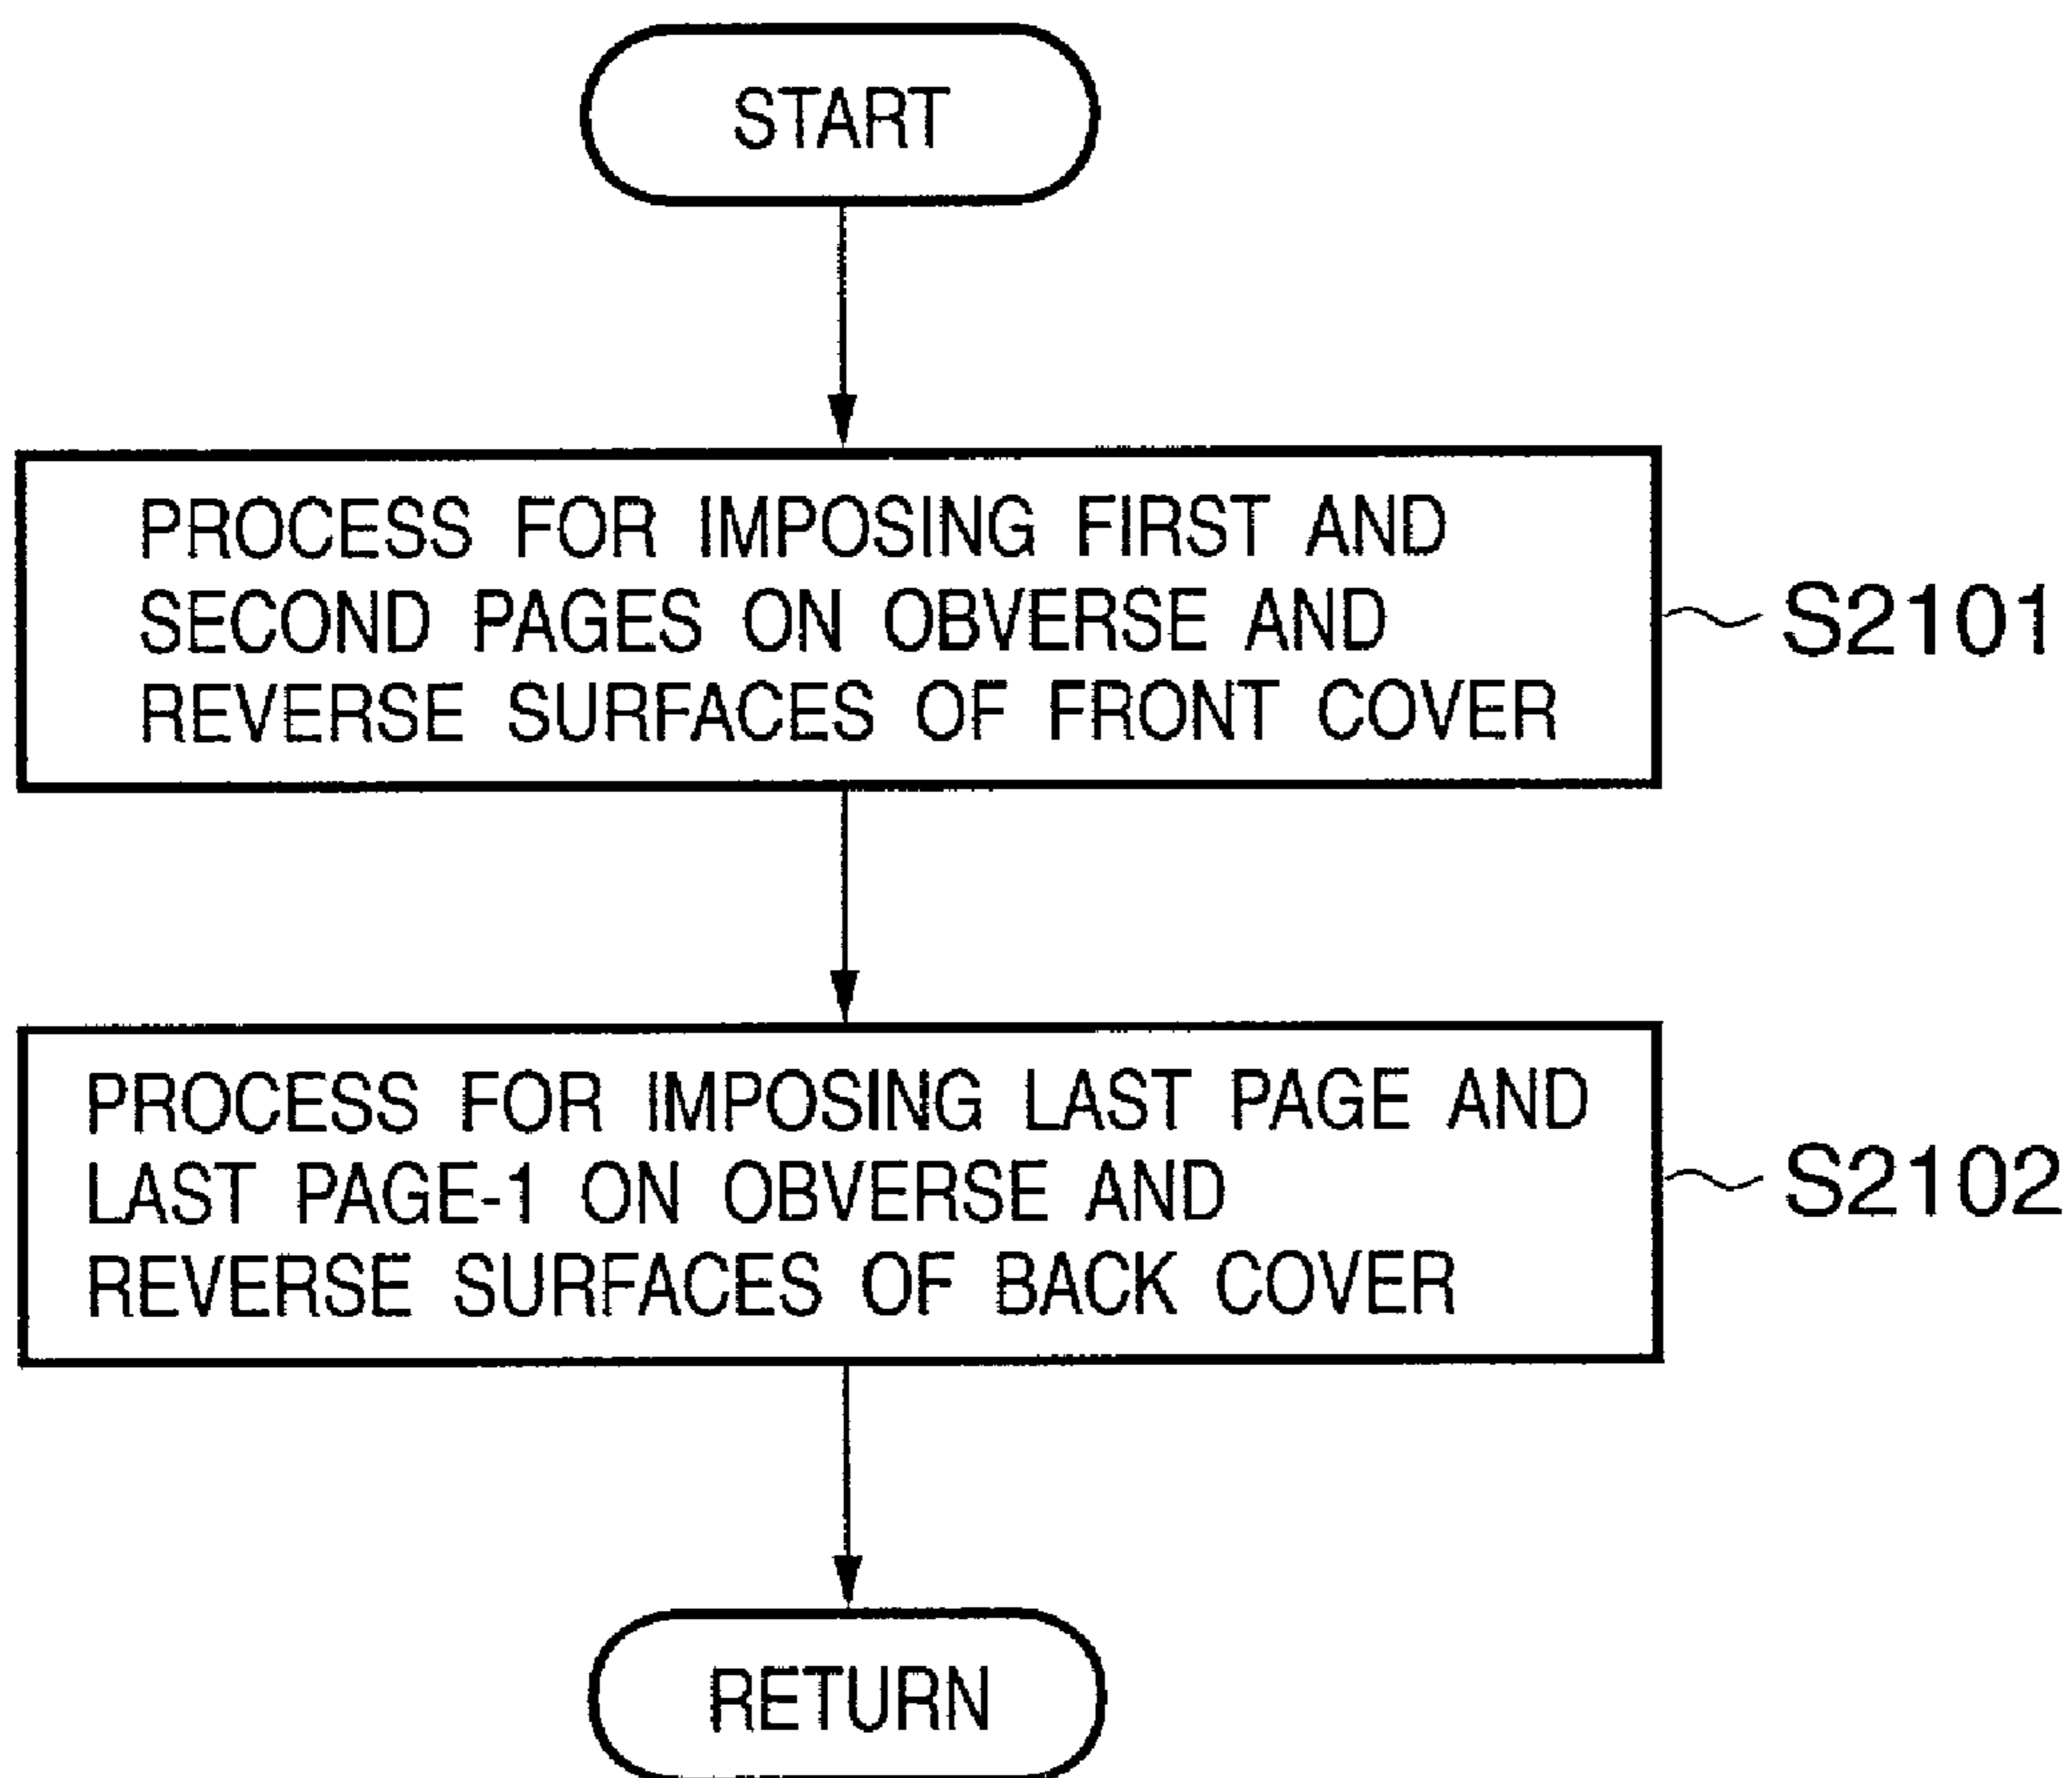 START
PROCESS FOR IMPOSING FIRST AND
SECOND PAGES ON OBVERSE AND
REVERSE SURFACES OF FRONT COVER
S2101
PROCESS FOR IMPOSING LAST PAGE AND
LAST PAGE-1 ON OBVERSE AND
REVERSE SURFACES OF BACK COVER
S2102
RETURN